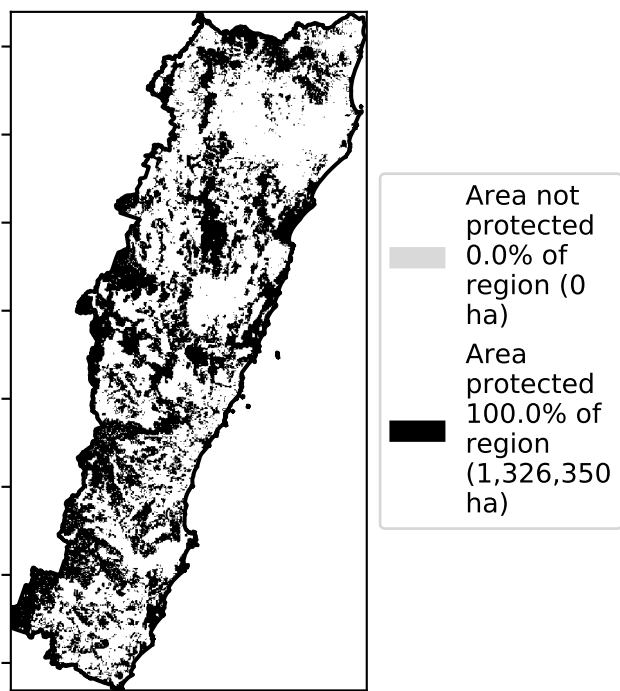 Area not
protected
0.0% of
region (0
ha)
Area
protected
100.0% of
region
(1,326,350
ha)